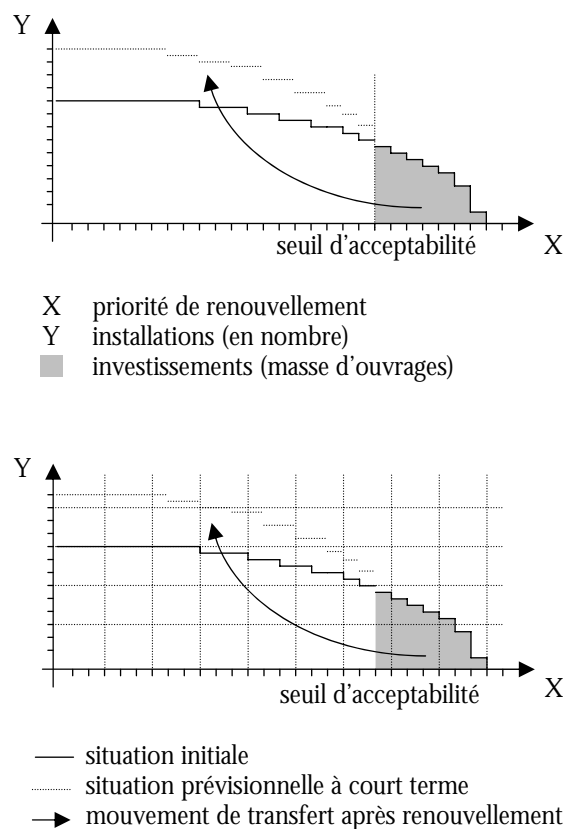 Y
seuil d'acceptabilité X
X priorité de renouvellement
Y installations (en nombre)
investissements (masse d'ouvrages)
Y
seuil d'acceptabilité X
situation initiale
situation prévisionnelle à court terme
mouvement de transfert après renouvellement